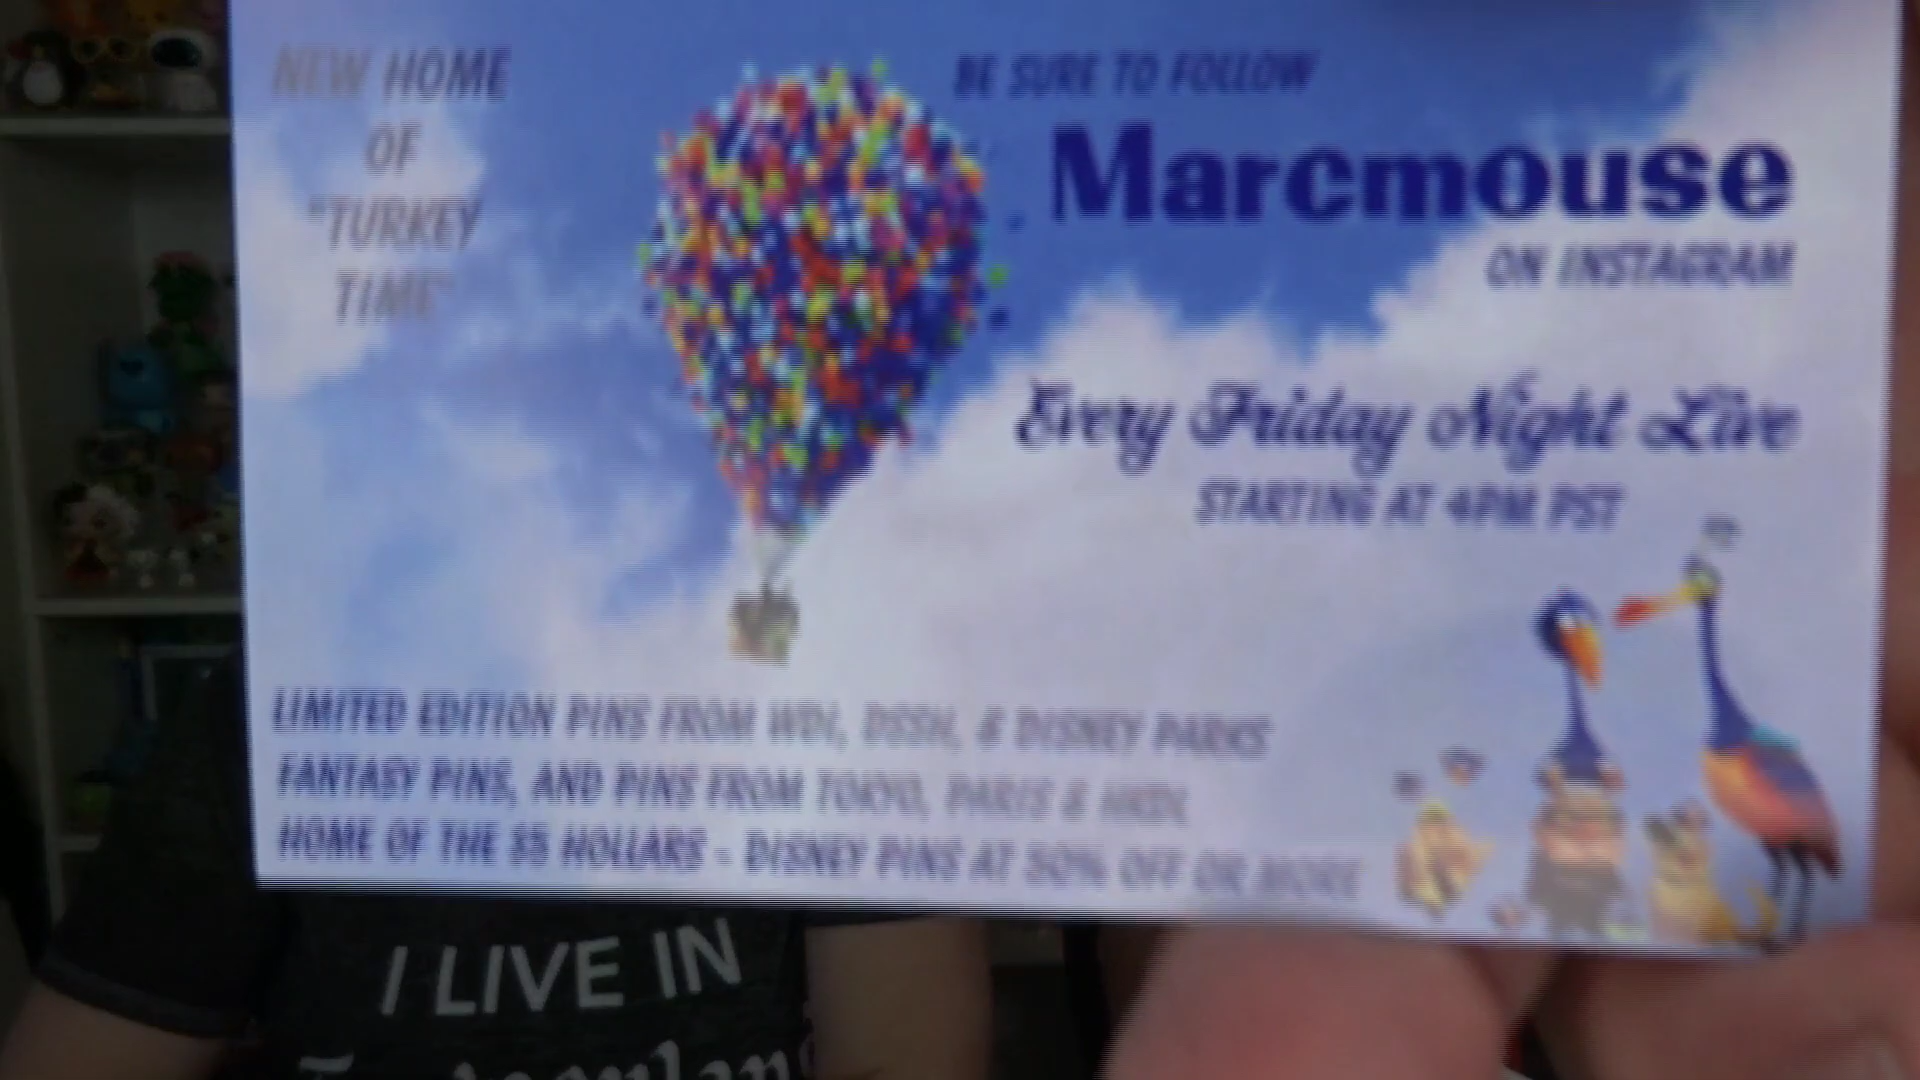 NEW HOME
OF
"TURKEY
TIME"
BE SURE TO FOLLOW
Marcmouse
ON INSTAGRAM
Every Friday Night Live
STARTING AT 4PM PST
LIMITED EDITION PINS FROM WDI, DSSH, & DISNEY PARKS
FANTASY PINS, AND PINS FROM TOKYO, PARIS & HKDL
HOME OF THE $5 HOLLARS - DISNEY PINS AT 50% OFF OR MORE
I LIVE IN